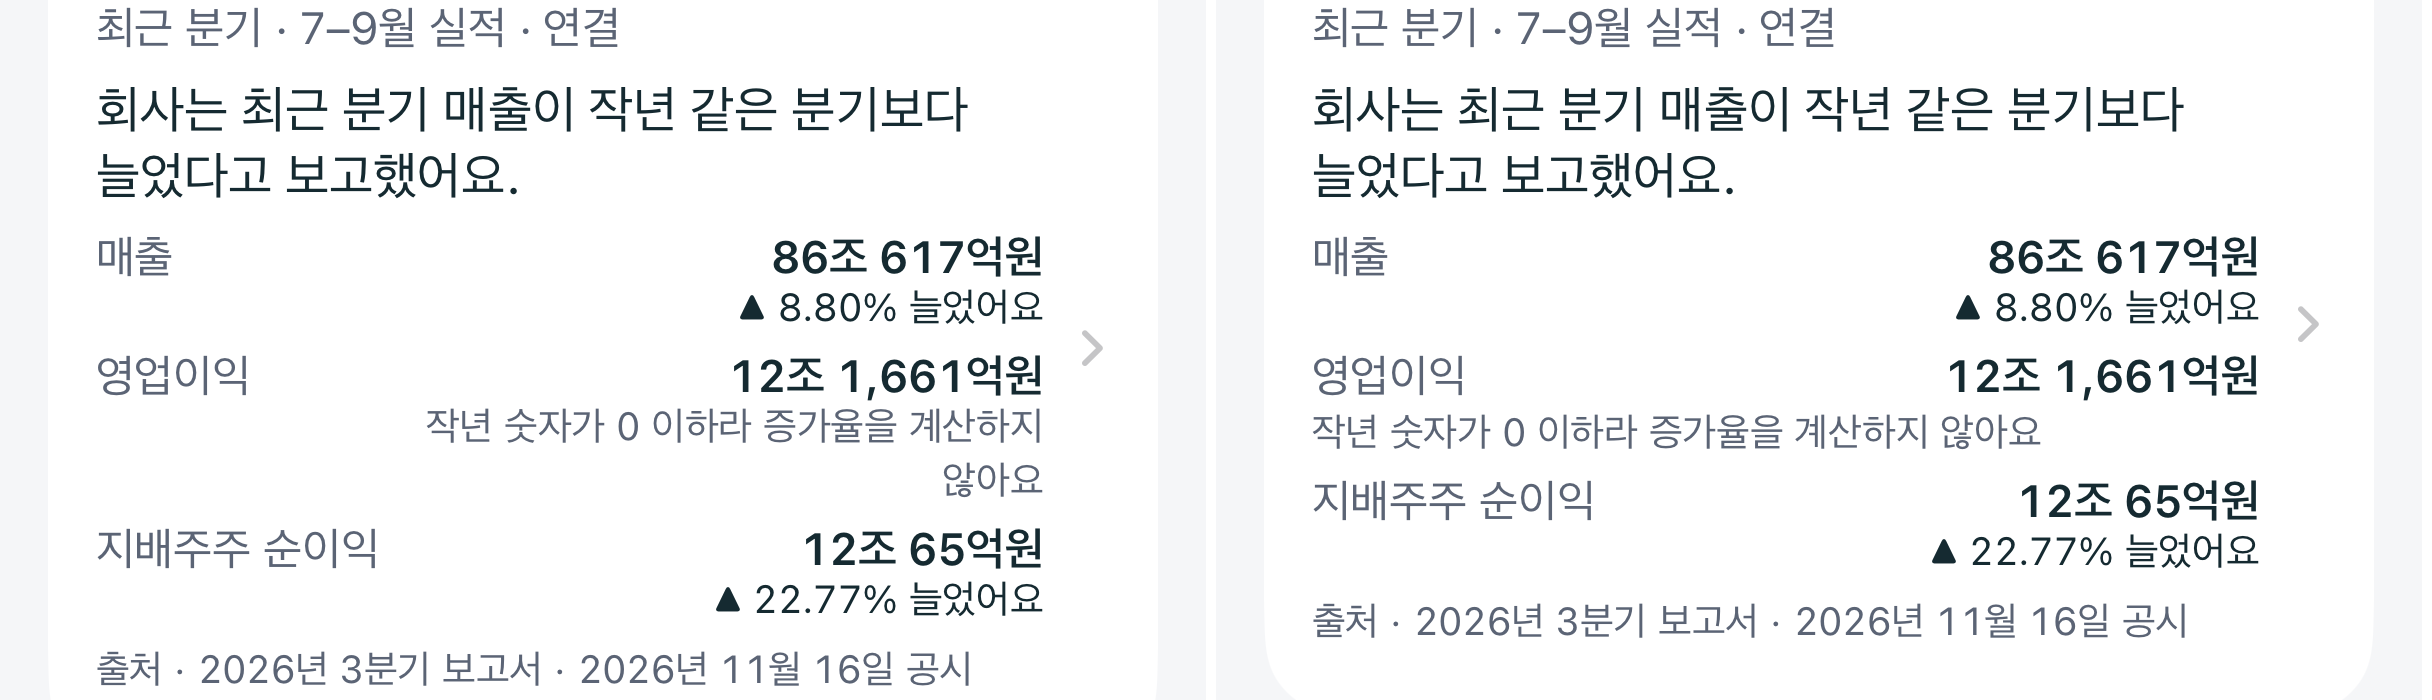 최근 분기 · 7–9월 실적 · 연결
회사는 최근 분기 매출이 작년 같은 분기보다
늘었다고 보고했어요.
매출 86조 617억원
▲ 8.80% 늘었어요
영업이익 12조 1,661억원
작년 숫자가 0 이하라 증가율을 계산하지
않아요
지배주주 순이익 12조 65억원
▲ 22.77% 늘었어요
출처 · 2026년 3분기 보고서 · 2026년 11월 16일 공시
최근 분기 · 7–9월 실적 · 연결
회사는 최근 분기 매출이 작년 같은 분기보다
늘었다고 보고했어요.
매출 86조 617억원
▲ 8.80% 늘었어요
영업이익 12조 1,661억원
작년 숫자가 0 이하라 증가율을 계산하지 않아요
지배주주 순이익 12조 65억원
▲ 22.77% 늘었어요
출처 · 2026년 3분기 보고서 · 2026년 11월 16일 공시